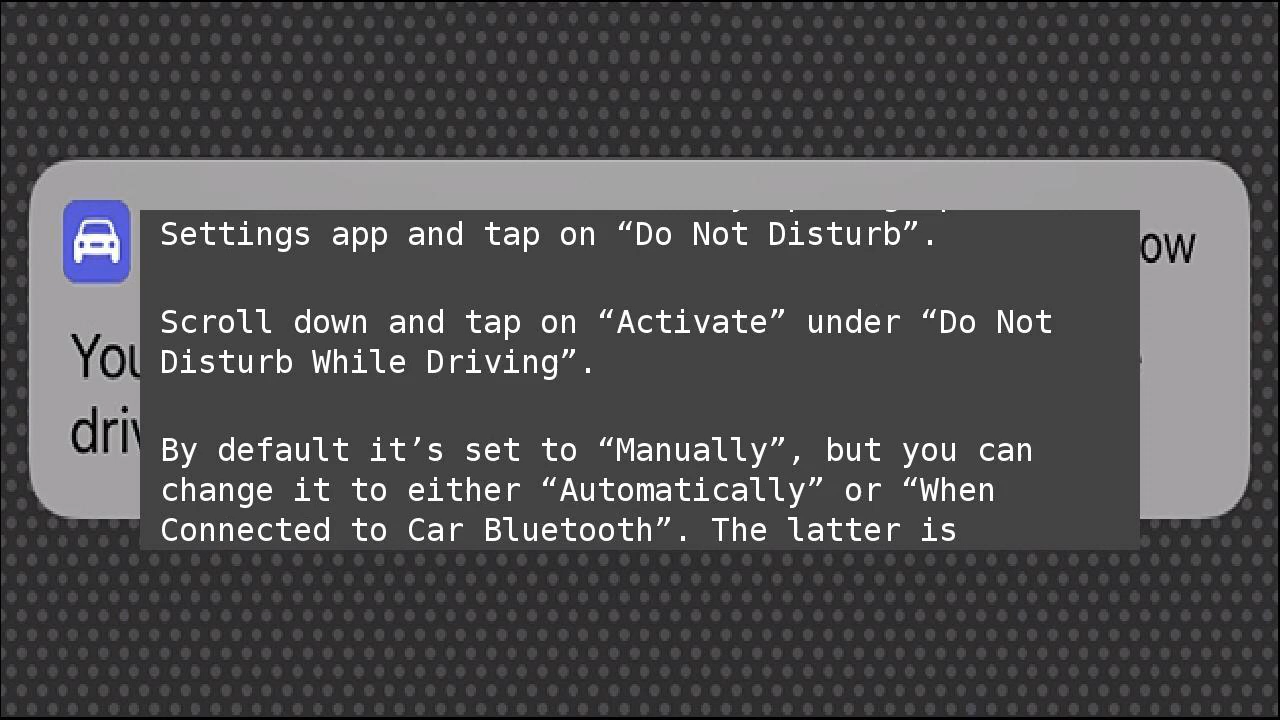 Settings app and tap on “Do Not Disturb”.
Scroll down and tap on “Activate” under “Do Not
Disturb While Driving”.
By default it’s set to “Manually”, but you can
change it to either “Automatically” or “When
Connected to Car Bluetooth”. The latter is